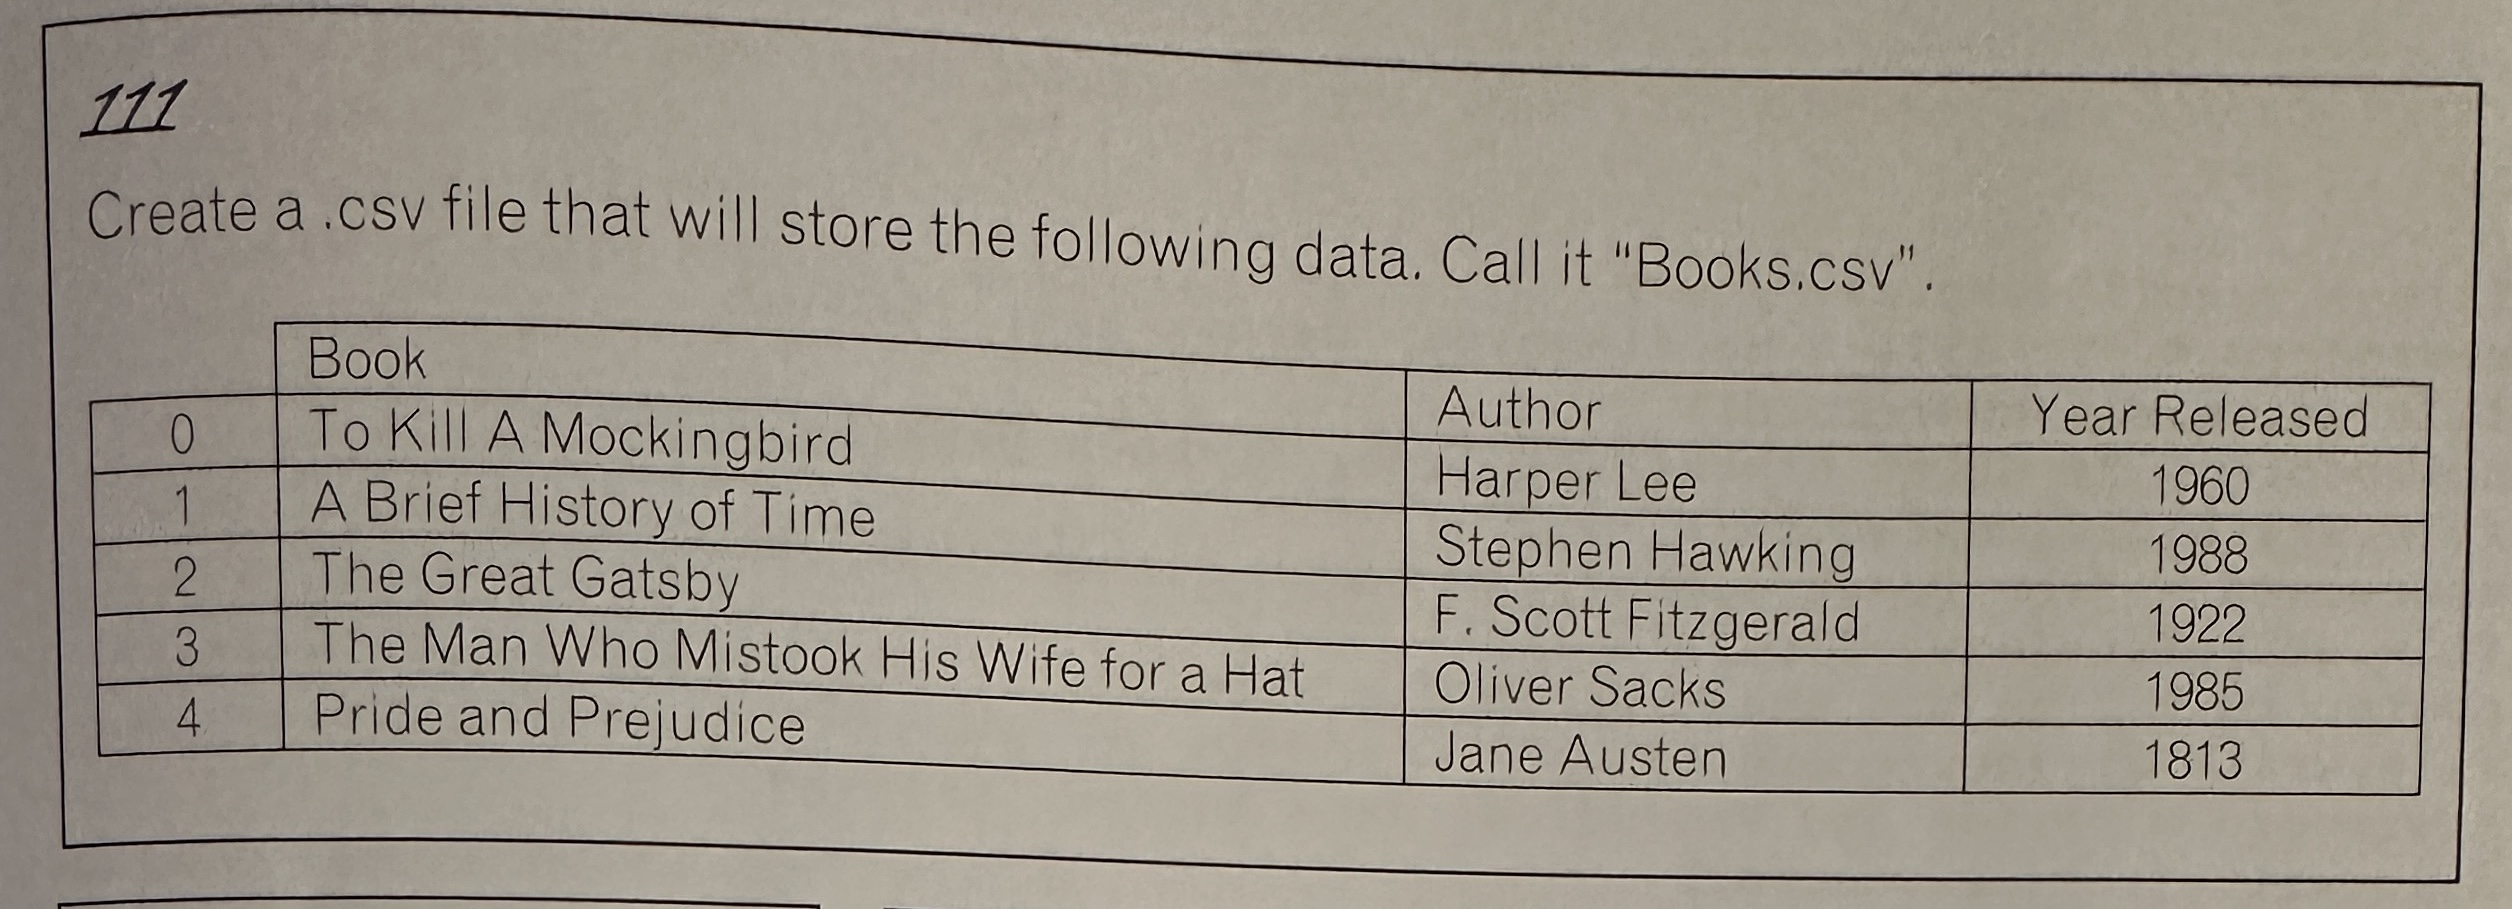 111
Create a .csv file that will store the following data. Call it "Books.csv".
Book Author Year Released
0 To Kill A Mockingbird Harper Lee 1960
1 A Brief History of Time Stephen Hawking 1988
2 The Great Gatsby F. Scott Fitzgerald 1922
3 The Man Who Mistook His Wife for a Hat Oliver Sacks 1985
4 Pride and Prejudice Jane Austen 1813